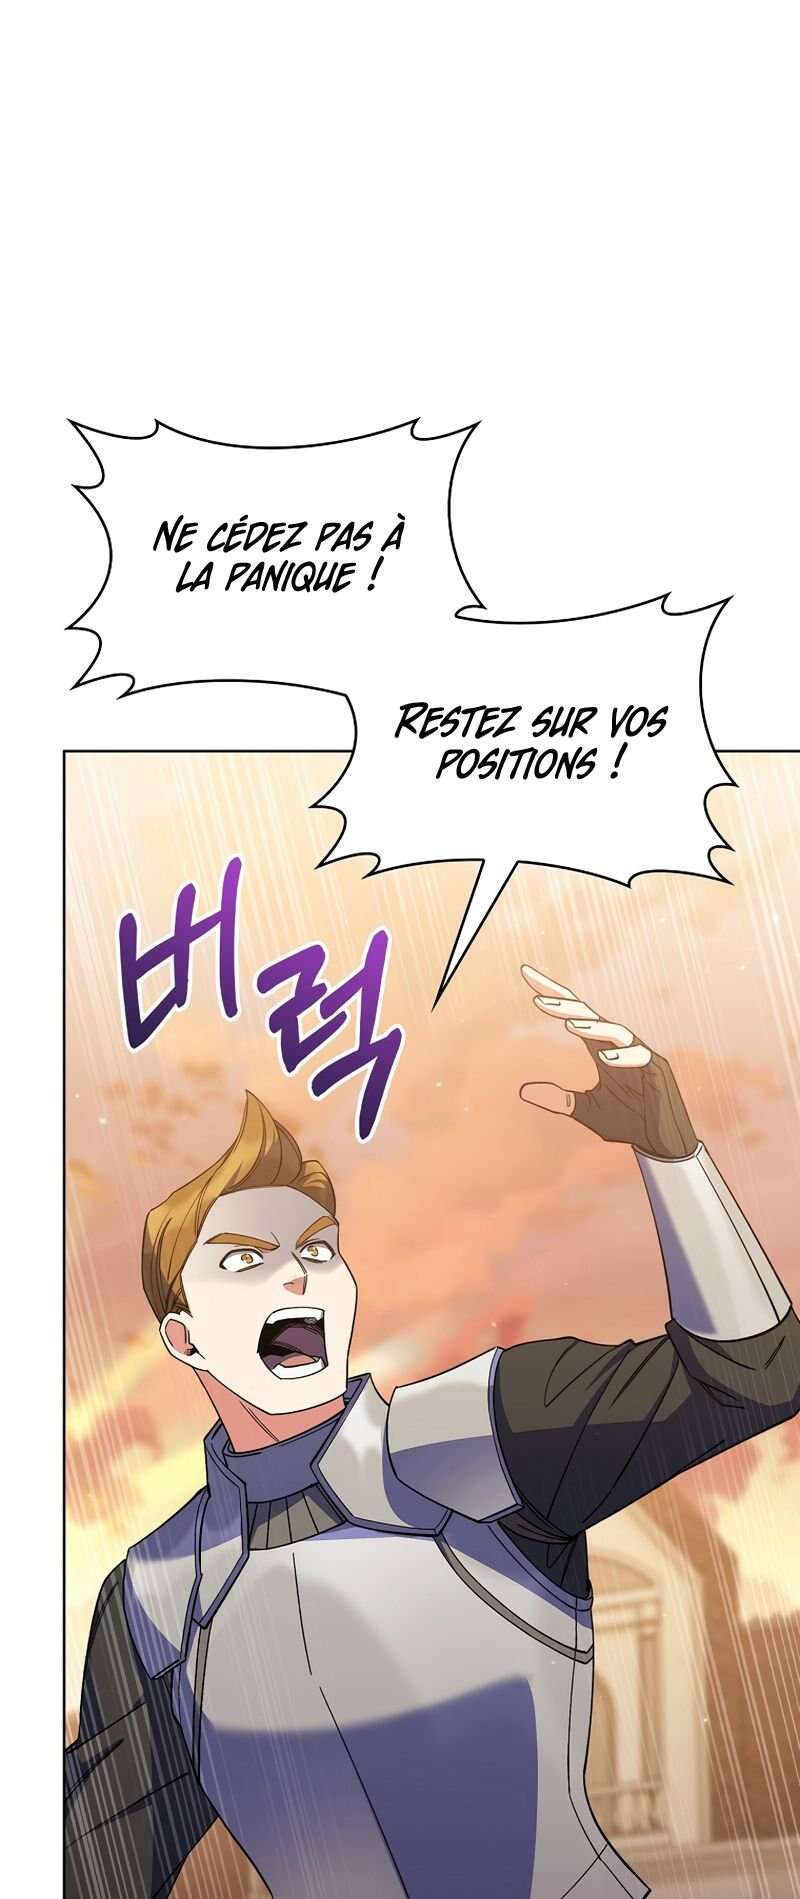 NE CÉDEZ PAS À
LA PANIQUE !
RESTEZ SUR VOS
POSITIONS !
버럭